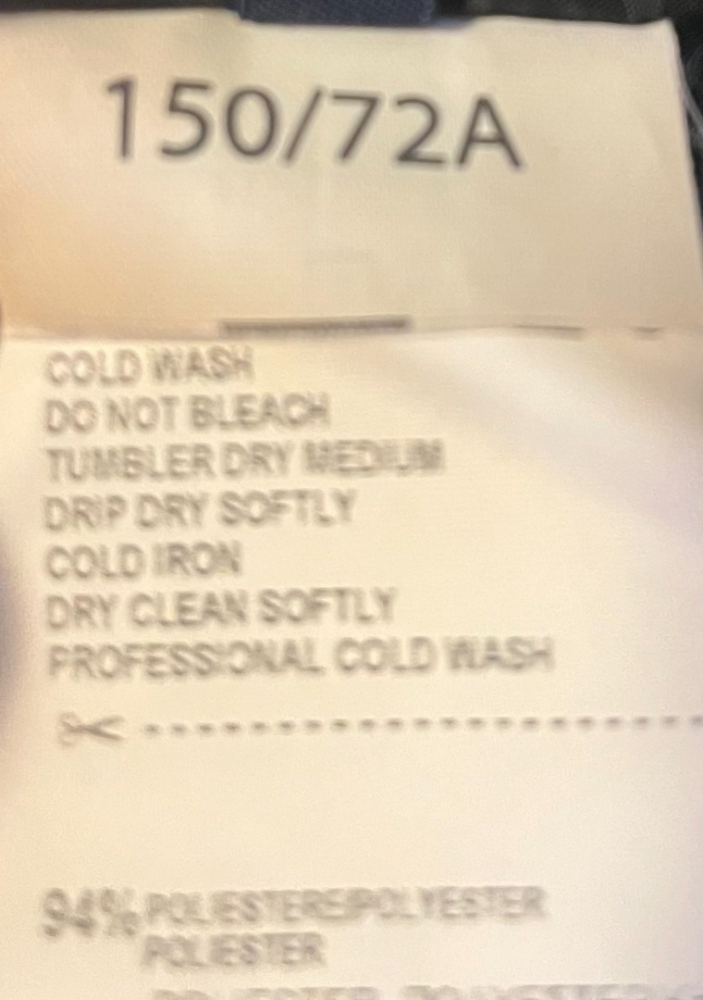 150/72A
COLD WASH
DO NOT BLEACH
TUMBLER DRY MEDIUM
DRIP DRY SOFTLY
COLD IRON
DRY CLEAN SOFTLY
PROFESSIONAL COLD WASH
94% POLIESTERE/POLYESTER
POLIESTER